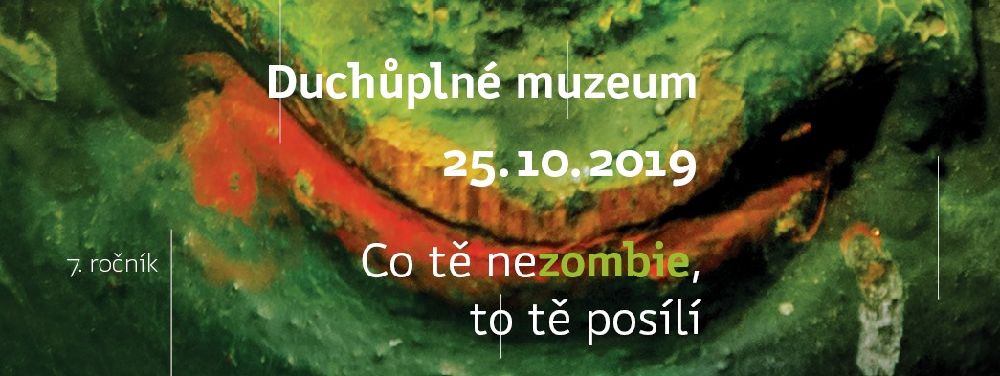 Duchůplné muzeum
25.10.2019
Co tě nezombie,
to tě posílí
7. ročník